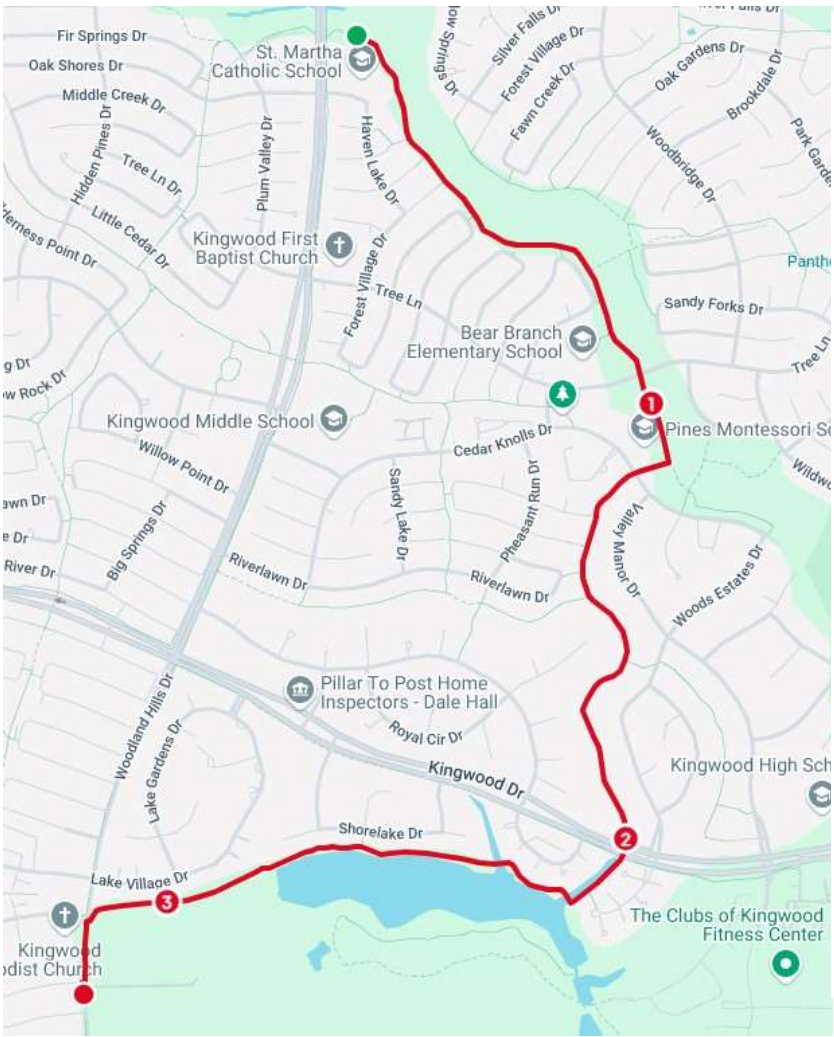 Fir Springs Dr
Oak Shores Dr
Middle Creek Dr
St. Martha
Catholic School
Silver Falls Dr
Forest Village Dr
Fawn Creek Dr
Oak Gardens Dr
Brookdale Dr
Woodbridge Dr
Hidden Pines Dr
Plum Valley Dr
Haven Lake Dr
Tree Ln Dr
Little Cedar Dr
Kingwood First
Baptist Church
Forest Village Dr
Tree Ln
Sandy Forks Dr
Bear Branch
Elementary School
Tree Ln
1
Kingwood Middle School
Pines Montessori
Cedar Knolls Dr
Willow Point Dr
Sandy Lake Dr
Pheasant Run Dr
Big Springs Dr
Valley Manor Dr
River Dr
Riverlawn Dr
Riverlawn Dr
Woods Estates Dr
Pillar To Post Home
Inspectors - Dale Hall
Woodland Hills Dr
Lake Gardens Dr
Royal Cir Dr
Kingwood Dr
Kingwood High
Shorelake Dr
2
Lake Village Dr
3
The Clubs of Kingwood
Fitness Center
Kingwood
Church